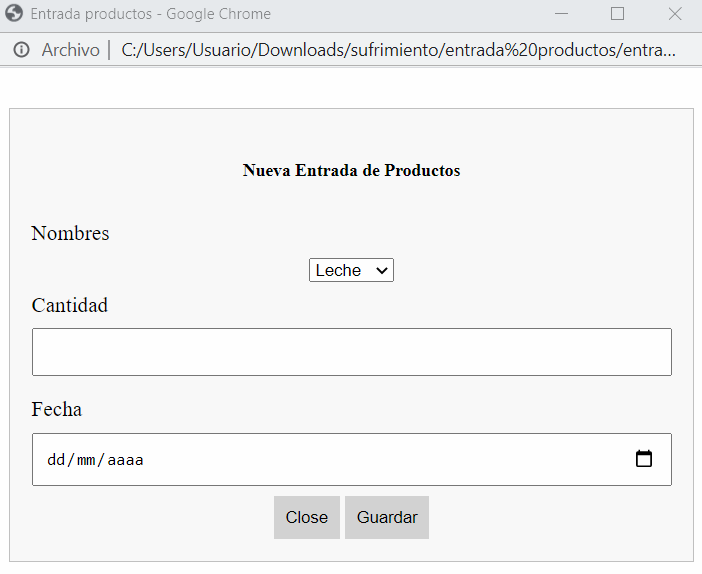 Entrada productos - Google Chrome
Archivo | C:/Users/Usuario/Downloads/sufrimiento/entrada%20productos/entra...
Nueva Entrada de Productos
Nombres
Leche
Cantidad
Fecha
dd/mm/aaaa
Close Guardar